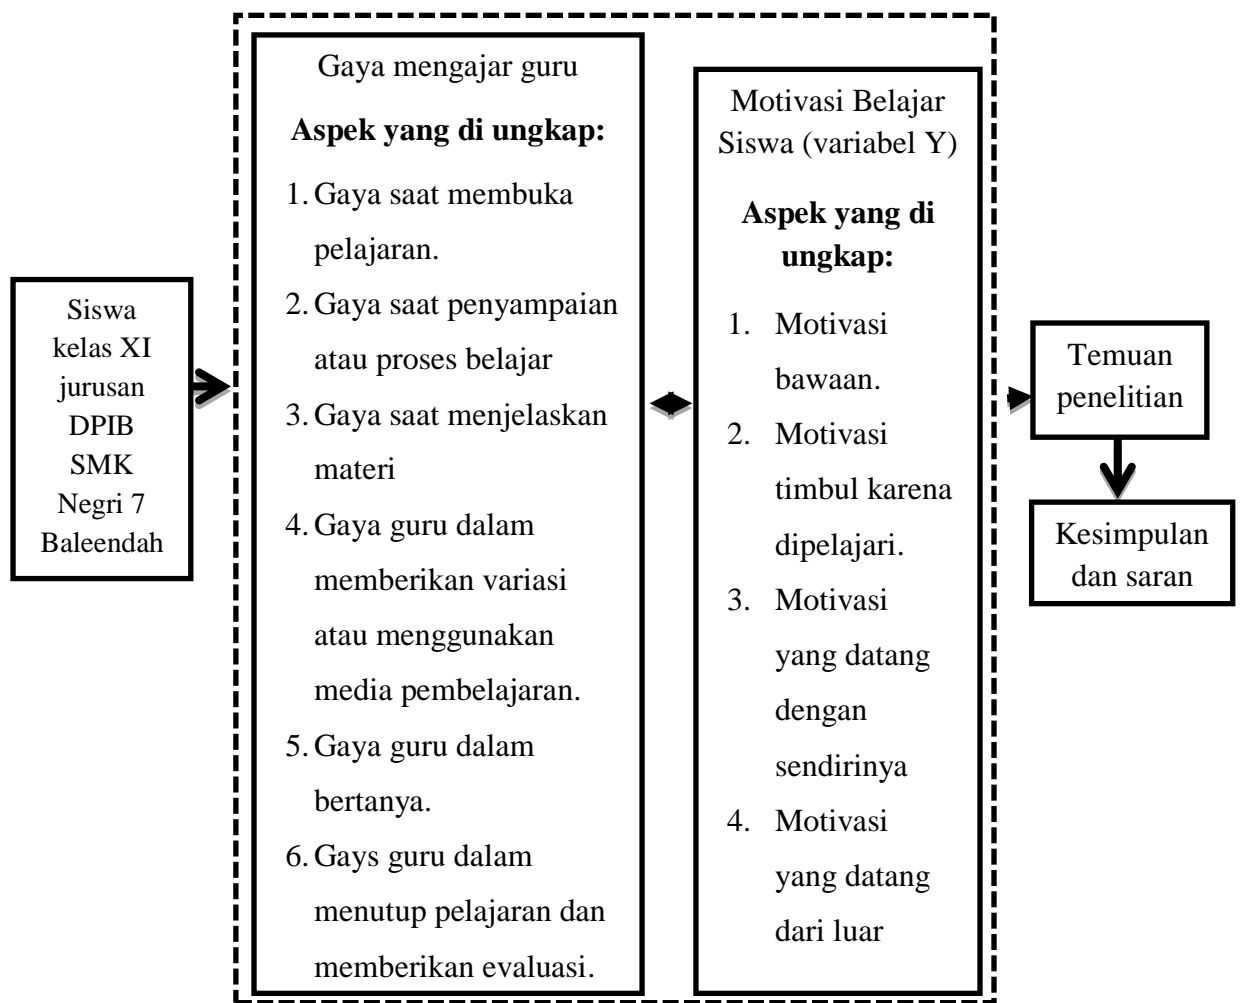 Siswa
kelas XI
jurusan
DPIB
SMK
Negri 7
Baleendah
Gaya mengajar guru
Aspek yang di ungkap:
1. Gaya saat membuka
pelajaran.
2. Gaya saat penyampaian
atau proses belajar
3. Gaya saat menjelaskan
materi
4. Gaya guru dalam
memberikan variasi
atau menggunakan
media pembelajaran.
5. Gaya guru dalam
bertanya.
6. Gays guru dalam
menutup pelajaran dan
memberikan evaluasi.
Motivasi Belajar
Siswa (variabel Y)
Aspek yang di
ungkap:
1. Motivasi
bawaan.
2. Motivasi
timbul karena
dipelajari.
3. Motivasi
yang datang
dengan
sendirinya
4. Motivasi
yang datang
dari luar
Temuan
penelitian
Kesimpulan
dan saran